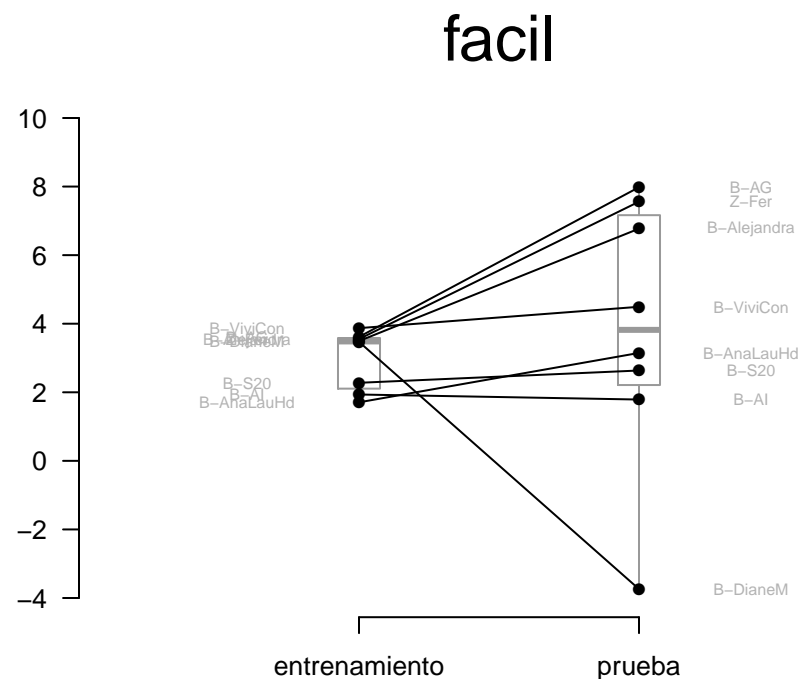 facil
10
8
6
4
2
0
−2
−4
B−ViviCon
B−DianeM
B−S20
B−AI
B−AnaLauHd
B−AG
Z−Fer
B−Alejandra
B−ViviCon
B−AnaLauHd
B−S20
B−AI
B−DianeM
entrenamiento
prueba